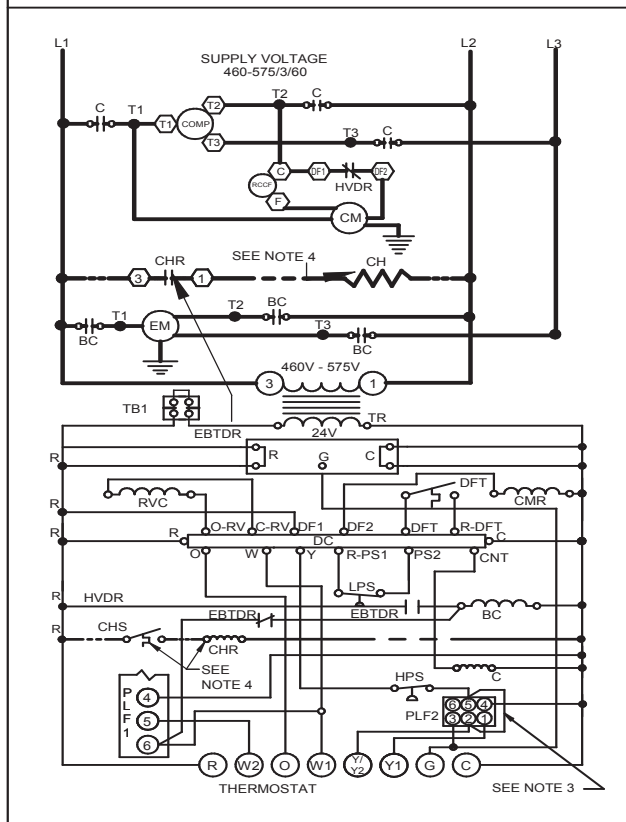 L1 L2 L3
SUPPLY VOLTAGE
460-575/3/60
C T1 T1 COMP T2 T2 C
T3 T3 C
C DF1 DF2
RCCF HVDR
F CM
SEE NOTE 4
CHR CH
3 1
T2 BC
T1 EM T3
BC BC
460V - 575V
3 1
TB1
EBTDR TR
24V
R R G C
R
DFT
RVC CMR
R O-RV C-RV DF1 DF2 DFT R-DFT
DC C
O W Y R-PS1 PS2 CNT
LPS
R HVDR EBTDR
EBTDR BC
R CHS
CHR
SEE
NOTE 4
C
PLF1
4
5
6
HPS
6 5 4
3 2 1
PLF2
R W2 O W1 Y/Y2 Y1 G C
THERMOSTAT SEE NOTE 3